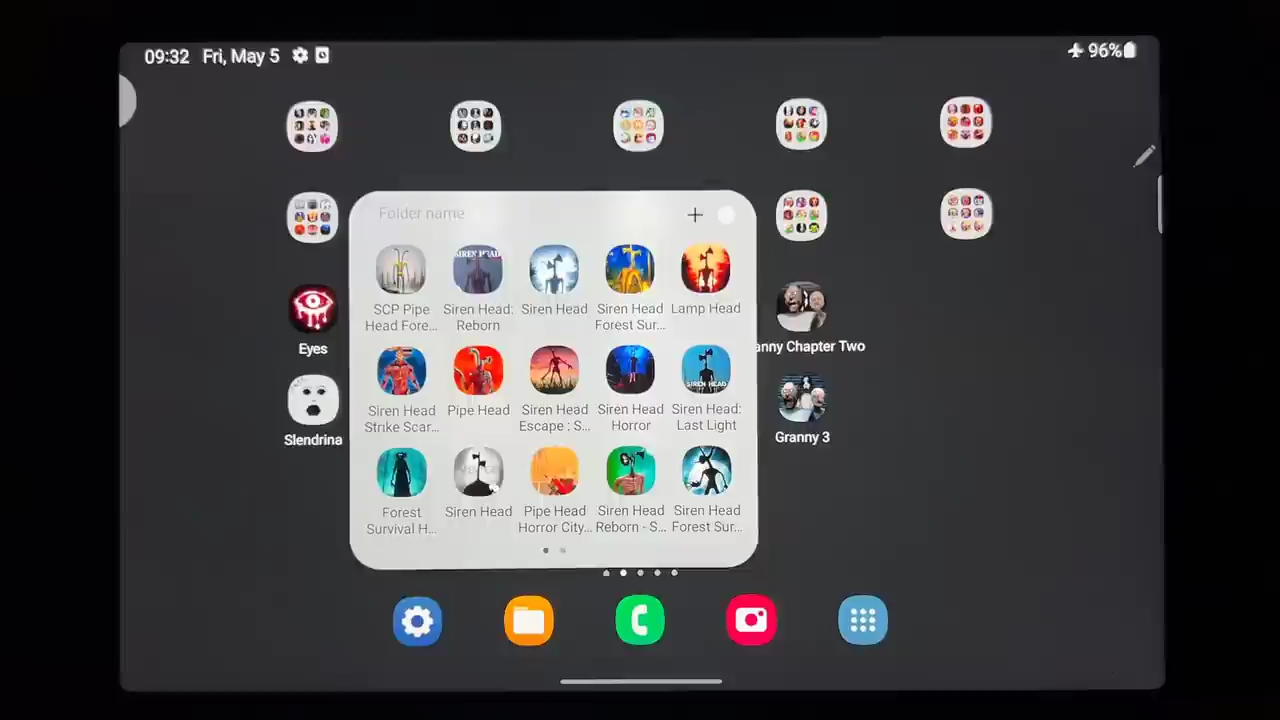 09:32 Fri, May 5
96%
Folder name
SCP Pipe
Head Fore...
Siren Head:
Reborn
Siren Head
Siren Head
Forest Sur...
Lamp Head
Siren Head
Strike Scar...
Pipe Head
Siren Head
Escape : S...
Siren Head
Horror
Siren Head:
Last Light
Forest
Survival H...
Siren Head
Pipe Head
Horror City...
Siren Head
Reborn - S...
Siren Head
Forest Sur...
SIREN HEAD
SIREN HEAD
Eyes
anny Chapter Two
Slendrina
Granny 3